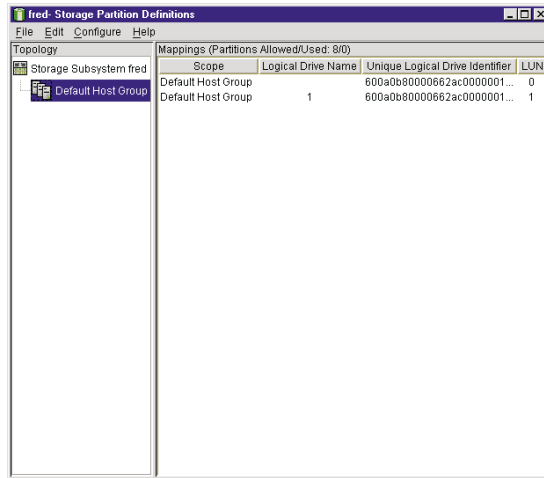 fred- Storage Partition Definitions
File Edit Configure Help
Topology
Storage Subsystem fred
Default Host Group
Mappings (Partitions Allowed/Used: 8/0)
Scope Logical Drive Name Unique Logical Drive Identifier LUN
Default Host Group 600a0b80000662ac0000001... 0
Default Host Group 1 600a0b80000662ac0000001... 1